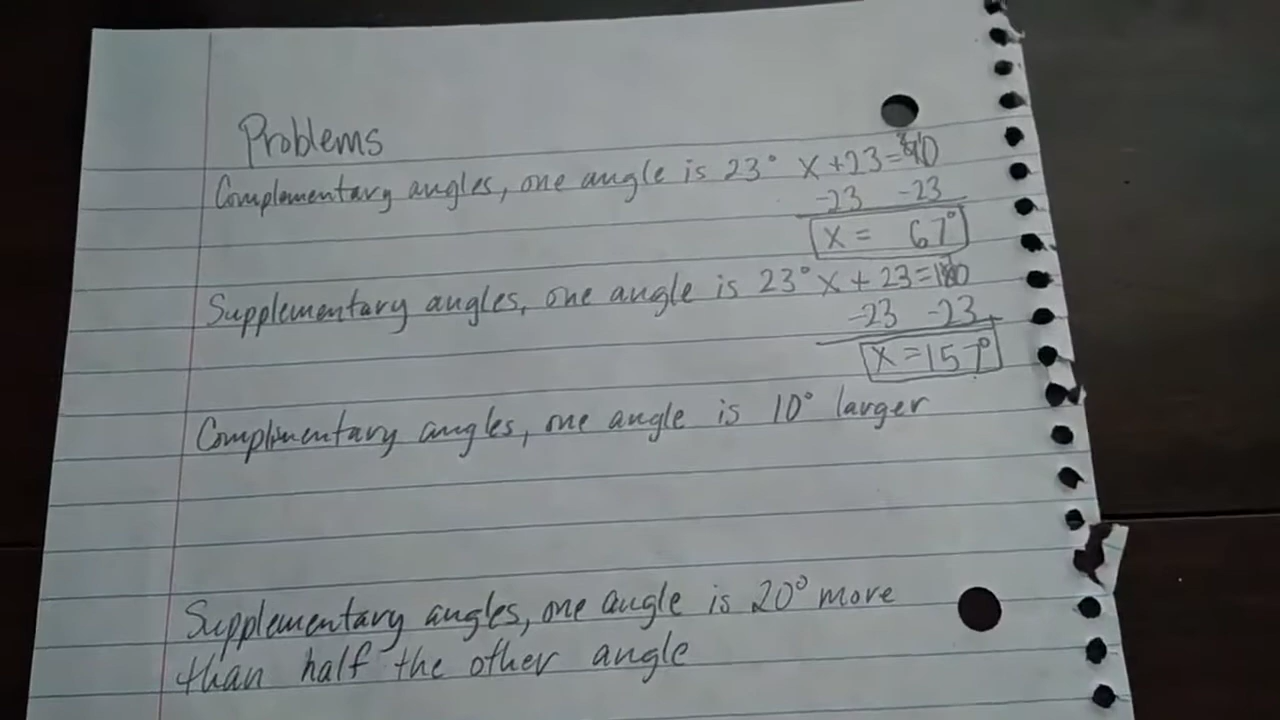 Problems
Complementary angles, one angle is 23° x + 23 = 90
-23 -23
x = 67°
Supplementary angles, one angle is 23° x + 23 = 180
-23 -23
x = 157°
Complimentary angles, one angle is 10° larger
Supplementary angles, one angle is 20° more
than half the other angle